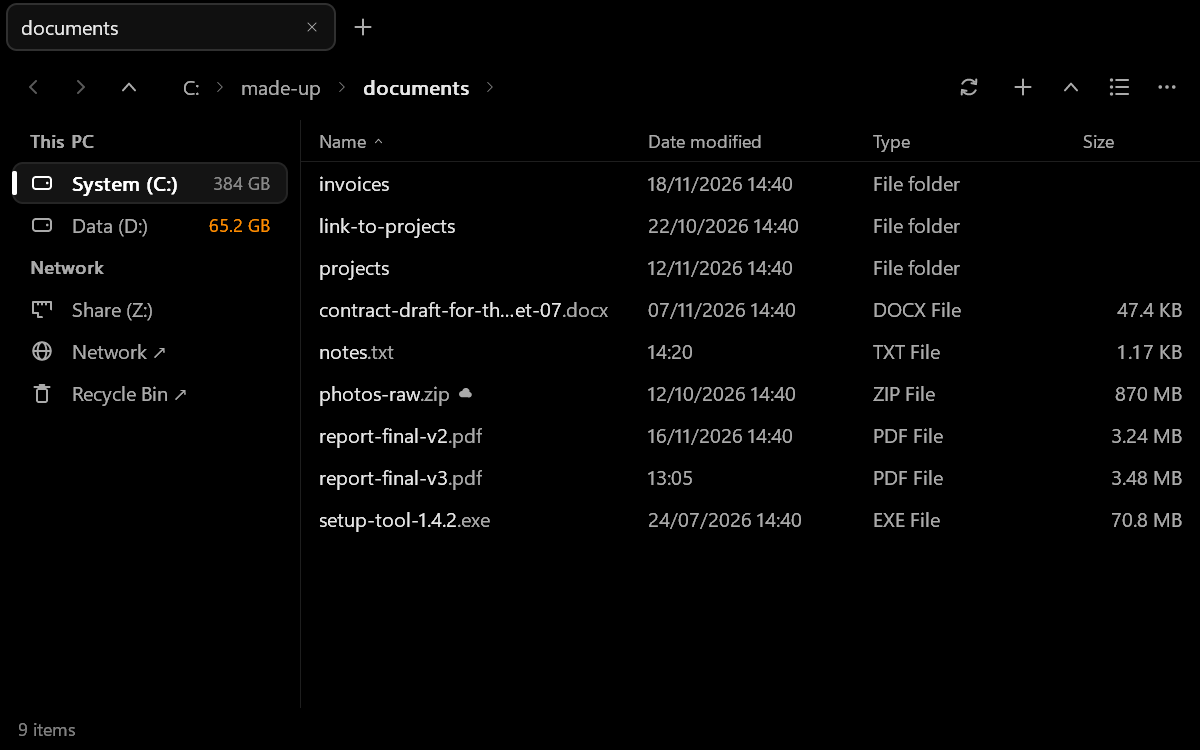 documents
C: made-up documents
This PC
System (C:) 384 GB
Data (D:) 65.2 GB
Network
Share (Z:)
Network
Recycle Bin
Name Date modified Type Size
invoices 18/11/2026 14:40 File folder
link-to-projects 22/10/2026 14:40 File folder
projects 12/11/2026 14:40 File folder
contract-draft-for-th...et-07.docx 07/11/2026 14:40 DOCX File 47.4 KB
notes.txt 14:20 TXT File 1.17 KB
photos-raw.zip 12/10/2026 14:40 ZIP File 870 MB
report-final-v2.pdf 16/11/2026 14:40 PDF File 3.24 MB
report-final-v3.pdf 13:05 PDF File 3.48 MB
setup-tool-1.4.2.exe 24/07/2026 14:40 EXE File 70.8 MB
9 items